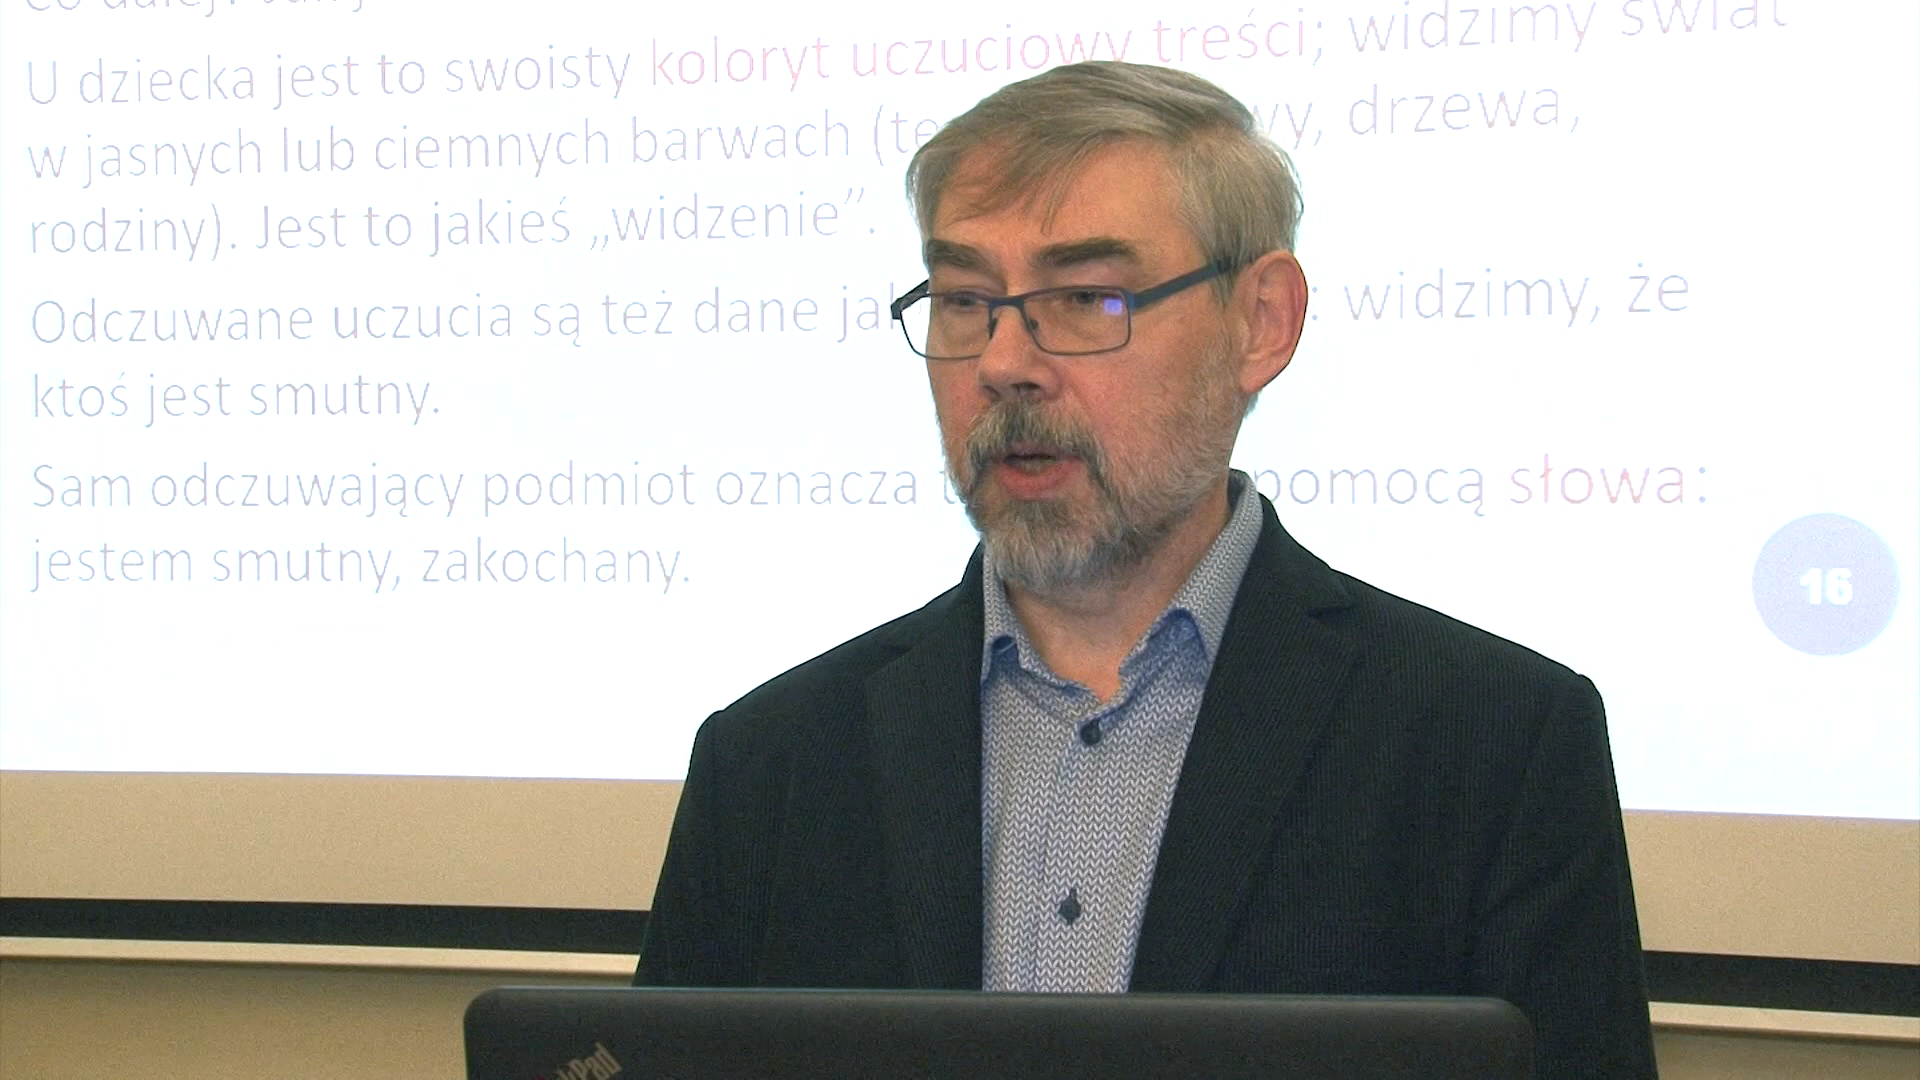 U dziecka jest to swoisty koloryt uczuciowy treści; widzimy świat
w jasnych lub ciemnych barwach (te wy, drzewa,
rodziny). Jest to jakieś „widzenie”.
Odczuwane uczucia są też dane jak : widzimy, że
ktoś jest smutny.
Sam odczuwający podmiot oznacza t pomocą słowa:
jestem smutny, zakochany.
16